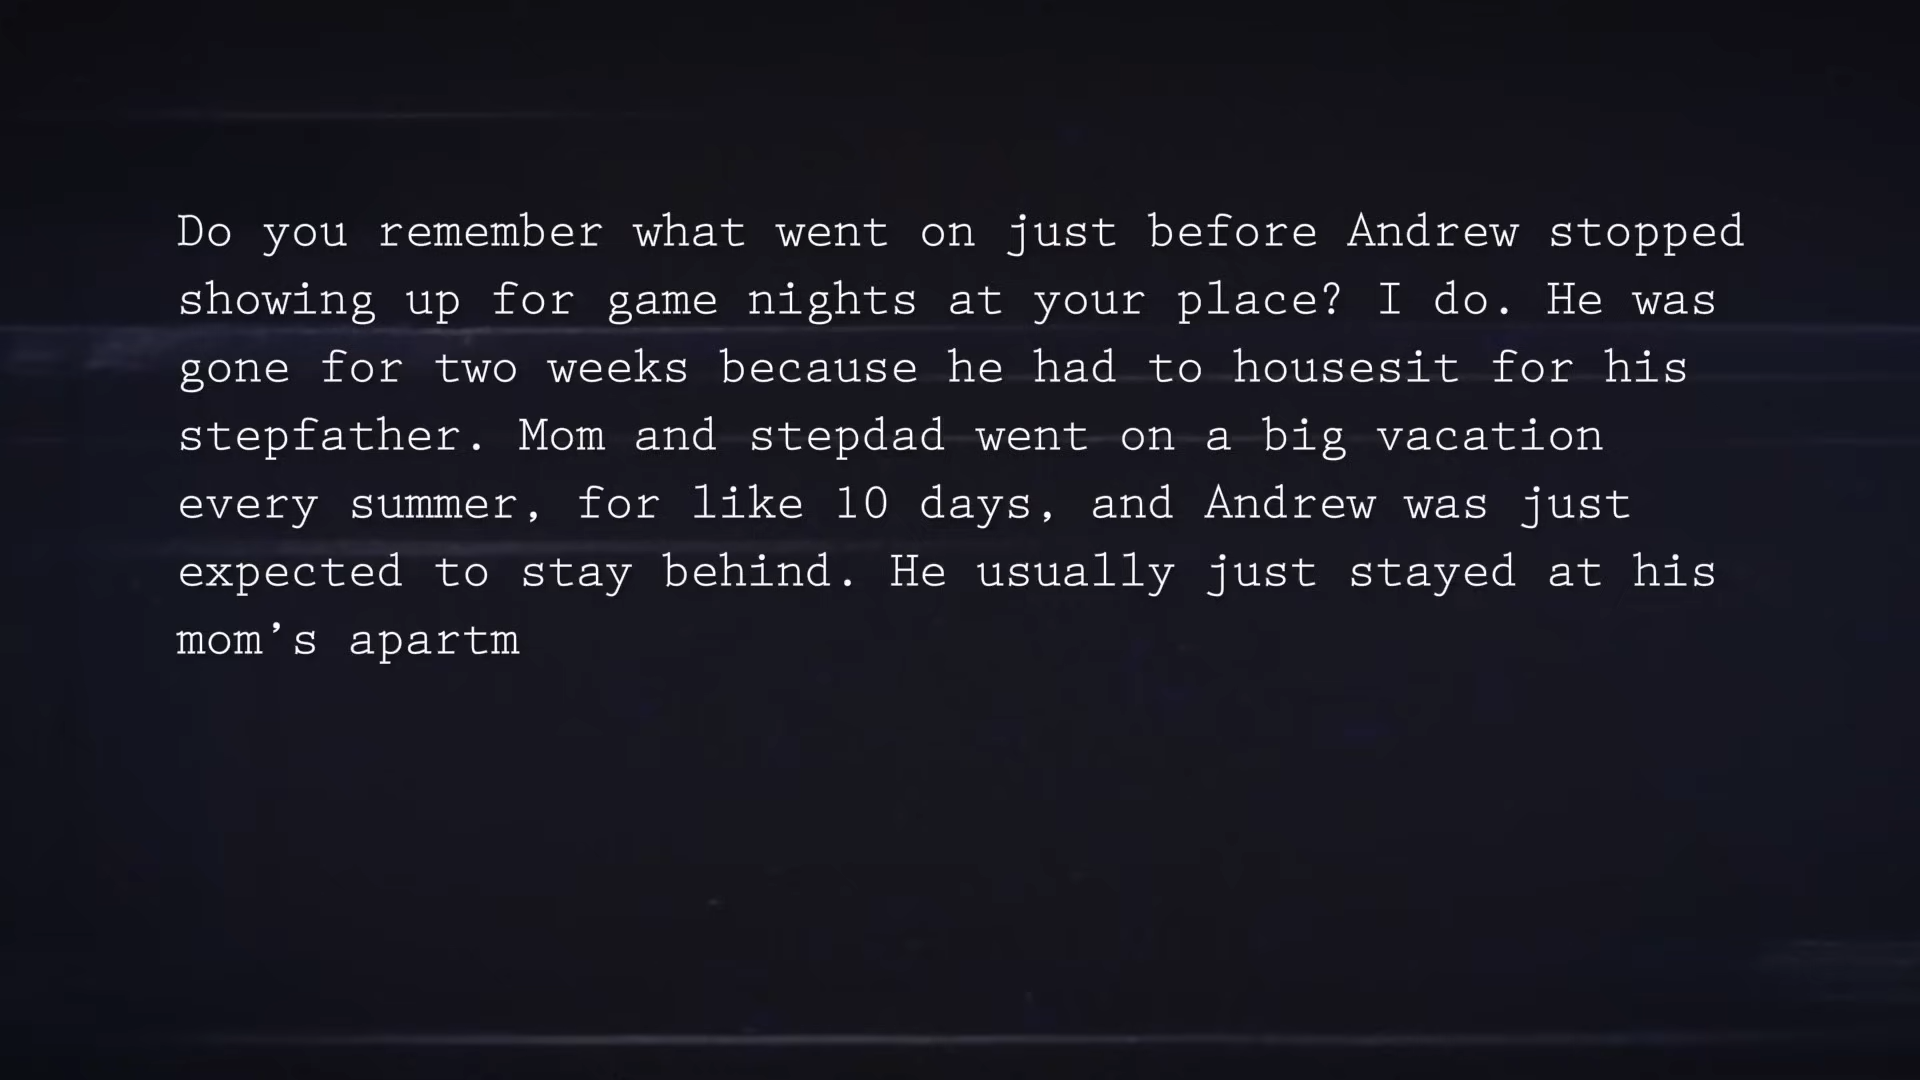 Do you remember what went on just before Andrew stopped
showing up for game nights at your place? I do. He was
gone for two weeks because he had to housesit for his
stepfather. Mom and stepdad went on a big vacation
every summer, for like 10 days, and Andrew was just
expected to stay behind. He usually just stayed at his
mom’s apartm